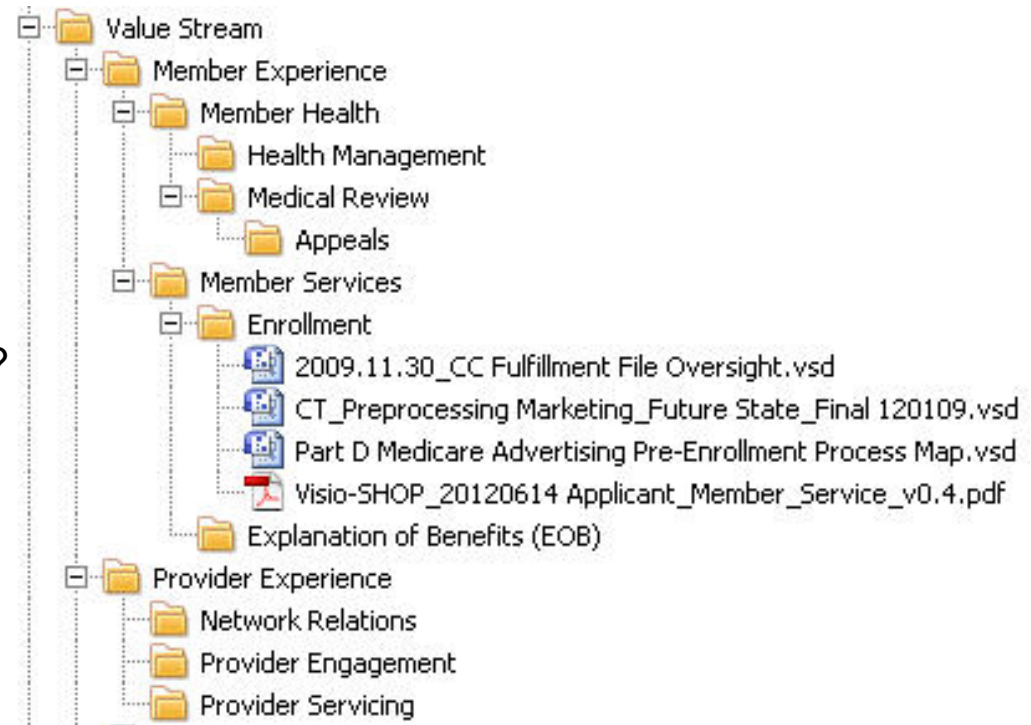 Value Stream
Member Experience
Member Health
Health Management
Medical Review
Appeals
Member Services
Enrollment
2009.11.30_CC Fulfillment File Oversight.vsd
CT_Preprocessing Marketing_Future State_Final 120109.vsd
Part D Medicare Advertising Pre-Enrollment Process Map.vsd
Visio-SHOP_20120614 Applicant_Member_Service_v0.4.pdf
Explanation of Benefits (EOB)
Provider Experience
Network Relations
Provider Engagement
Provider Servicing